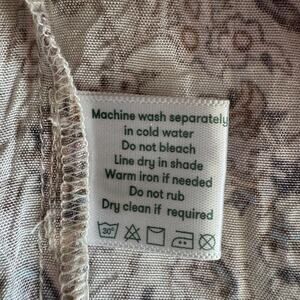 Machine wash separately
in cold water
Do not bleach
Line dry in shade
Warm iron if needed
Do not rub
Dry clean if required
30°